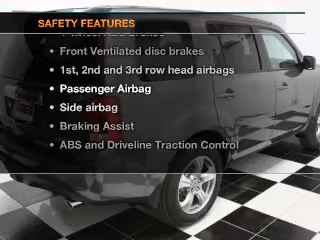 SAFETY FEATURES
• Front Ventilated disc brakes
• 1st, 2nd and 3rd row head airbags
• Passenger Airbag
• Side airbag
• Braking Assist
• ABS and Driveline Traction Control